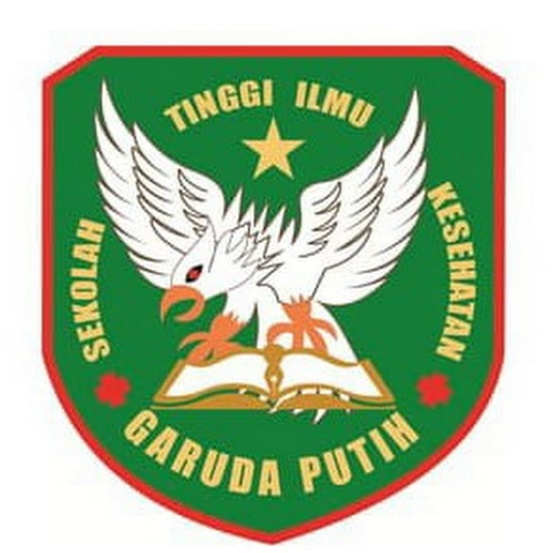 SEKOLAH
TINGGI ILMU
KESEHATAN
GARUDA PUTIH